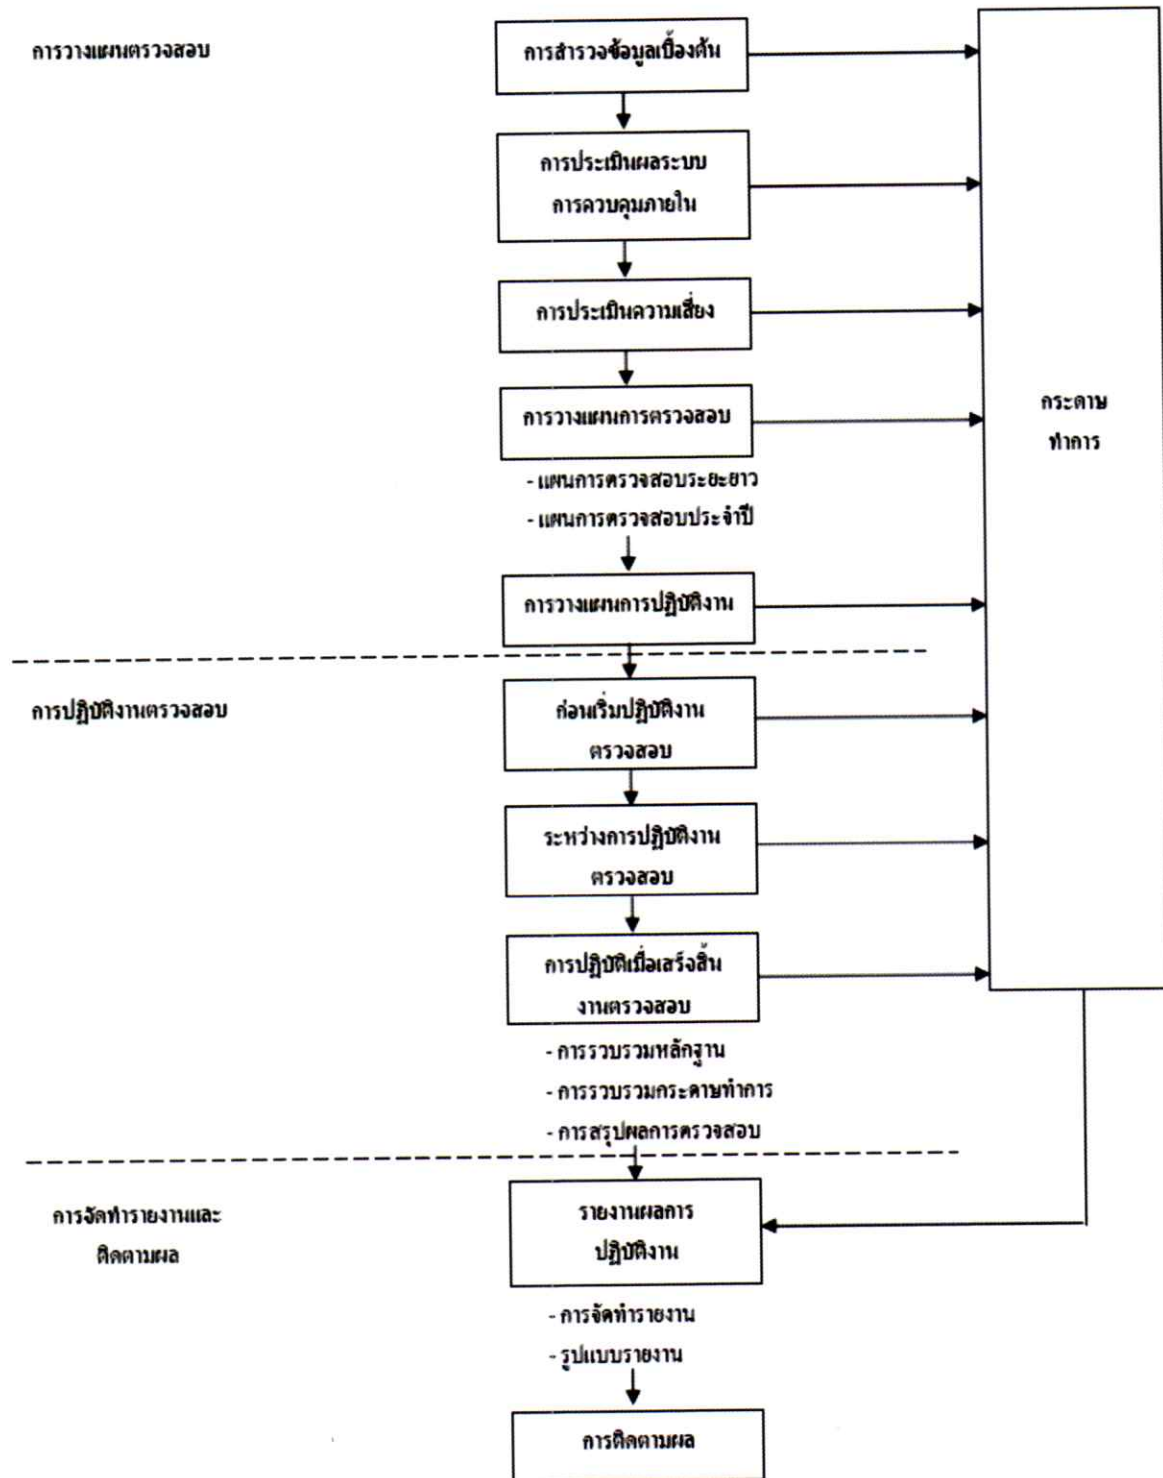 การวางแผนตรวจสอบ
การสำรวจข้อมูลเบื้องต้น
การประเมินผลระบบ
การควบคุมภายใน
การประเมินความเสี่ยง
การวางแผนการตรวจสอบ
- แผนการตรวจสอบระยะยาว
- แผนการตรวจสอบประจำปี
การวางแผนการปฏิบัติงาน
กระดาษ
ทำการ
การปฏิบัติงานตรวจสอบ
ก่อนเริ่มปฏิบัติงาน
ตรวจสอบ
ระหว่างการปฏิบัติงาน
ตรวจสอบ
การปฏิบัติเมื่อเสร็จสิ้น
งานตรวจสอบ
- การรวบรวมหลักฐาน
- การรวบรวมกระดาษทำการ
- การสรุปผลการตรวจสอบ
การจัดทำรายงานและ
ติดตามผล
รายงานผลการ
ปฏิบัติงาน
- การจัดทำรายงาน
- รูปแบบรายงาน
การติดตามผล